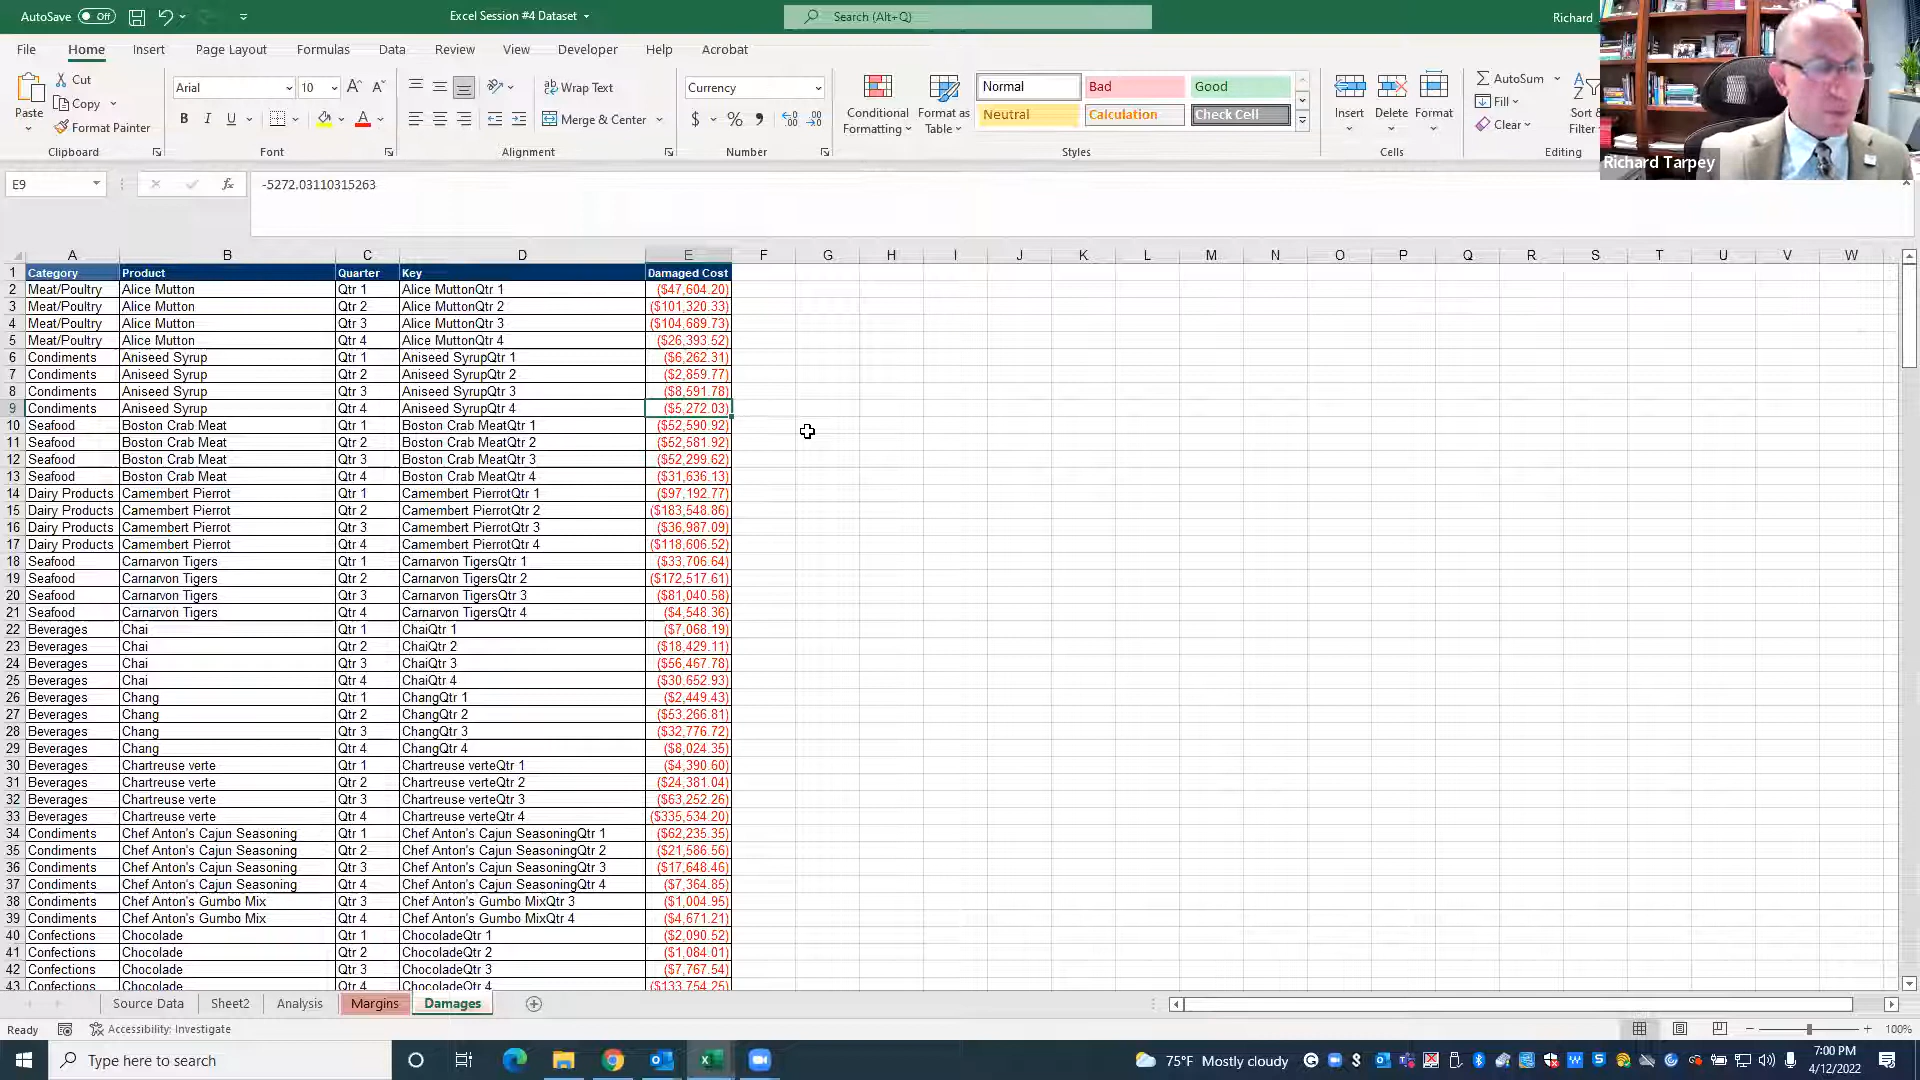 AutoSave Off Excel Session #4 Dataset Search (Alt+Q) Richard
File Home Insert Page Layout Formulas Data Review View Developer Help Acrobat
Cut
Copy
Format Painter
Paste
Clipboard
Arial 10
Font
Wrap Text
Merge & Center
Alignment
Currency
Number
Conditional Formatting
Format as Table
Normal Bad Good
Neutral Calculation Check Cell
Styles
Insert Delete Format
Cells
AutoSum
Fill
Clear
Sort
Filter
Editing
Richard Tarpey
E9 fx -5272.03110315263
A B C D E F G H I J K L M N O P Q R S T U V W
1 Category Product Quarter Key Damaged Cost
2 Meat/Poultry Alice Mutton Qtr 1 Alice MuttonQtr 1 ($47,604.20)
3 Meat/Poultry Alice Mutton Qtr 2 Alice MuttonQtr 2 ($101,320.33)
4 Meat/Poultry Alice Mutton Qtr 3 Alice MuttonQtr 3 ($104,689.73)
5 Meat/Poultry Alice Mutton Qtr 4 Alice MuttonQtr 4 ($26,393.52)
6 Condiments Aniseed Syrup Qtr 1 Aniseed SyrupQtr 1 ($6,262.31)
7 Condiments Aniseed Syrup Qtr 2 Aniseed SyrupQtr 2 ($2,859.77)
8 Condiments Aniseed Syrup Qtr 3 Aniseed SyrupQtr 3 ($8,591.78)
9 Condiments Aniseed Syrup Qtr 4 Aniseed SyrupQtr 4 ($5,272.03)
10 Seafood Boston Crab Meat Qtr 1 Boston Crab MeatQtr 1 ($52,590.92)
11 Seafood Boston Crab Meat Qtr 2 Boston Crab MeatQtr 2 ($52,581.92)
12 Seafood Boston Crab Meat Qtr 3 Boston Crab MeatQtr 3 ($52,299.62)
13 Seafood Boston Crab Meat Qtr 4 Boston Crab MeatQtr 4 ($31,636.13)
14 Dairy Products Camembert Pierrot Qtr 1 Camembert PierrotQtr 1 ($97,192.77)
15 Dairy Products Camembert Pierrot Qtr 2 Camembert PierrotQtr 2 ($183,548.86)
16 Dairy Products Camembert Pierrot Qtr 3 Camembert PierrotQtr 3 ($36,987.09)
17 Dairy Products Camembert Pierrot Qtr 4 Camembert PierrotQtr 4 ($118,606.52)
18 Seafood Carnarvon Tigers Qtr 1 Carnarvon TigersQtr 1 ($33,706.64)
19 Seafood Carnarvon Tigers Qtr 2 Carnarvon TigersQtr 2 ($172,517.61)
20 Seafood Carnarvon Tigers Qtr 3 Carnarvon TigersQtr 3 ($81,040.58)
21 Seafood Carnarvon Tigers Qtr 4 Carnarvon TigersQtr 4 ($4,548.36)
22 Beverages Chai Qtr 1 ChaiQtr 1 ($7,068.19)
23 Beverages Chai Qtr 2 ChaiQtr 2 ($18,429.11)
24 Beverages Chai Qtr 3 ChaiQtr 3 ($56,467.78)
25 Beverages Chai Qtr 4 ChaiQtr 4 ($30,652.93)
26 Beverages Chang Qtr 1 ChangQtr 1 ($2,449.43)
27 Beverages Chang Qtr 2 ChangQtr 2 ($53,266.81)
28 Beverages Chang Qtr 3 ChangQtr 3 ($32,776.72)
29 Beverages Chang Qtr 4 ChangQtr 4 ($8,024.35)
30 Beverages Chartreuse verte Qtr 1 Chartreuse verteQtr 1 ($4,390.60)
31 Beverages Chartreuse verte Qtr 2 Chartreuse verteQtr 2 ($24,381.04)
32 Beverages Chartreuse verte Qtr 3 Chartreuse verteQtr 3 ($63,252.26)
33 Beverages Chartreuse verte Qtr 4 Chartreuse verteQtr 4 ($335,534.20)
34 Condiments Chef Anton's Cajun Seasoning Qtr 1 Chef Anton's Cajun SeasoningQtr 1 ($62,235.35)
35 Condiments Chef Anton's Cajun Seasoning Qtr 2 Chef Anton's Cajun SeasoningQtr 2 ($21,586.56)
36 Condiments Chef Anton's Cajun Seasoning Qtr 3 Chef Anton's Cajun SeasoningQtr 3 ($17,648.46)
37 Condiments Chef Anton's Cajun Seasoning Qtr 4 Chef Anton's Cajun SeasoningQtr 4 ($7,364.85)
38 Condiments Chef Anton's Gumbo Mix Qtr 3 Chef Anton's Gumbo MixQtr 3 ($1,004.95)
39 Condiments Chef Anton's Gumbo Mix Qtr 4 Chef Anton's Gumbo MixQtr 4 ($4,671.21)
40 Confections Chocolade Qtr 1 ChocoladeQtr 1 ($2,090.52)
41 Confections Chocolade Qtr 2 ChocoladeQtr 2 ($1,084.01)
42 Confections Chocolade Qtr 3 ChocoladeQtr 3 ($7,767.54)
43 Confections Chocolade Qtr 4 ChocoladeQtr 4 ($133,754.25)
Source Data Sheet2 Analysis Margins Damages
Ready Accessibility: Investigate 100%
Type here to search 75°F Mostly cloudy 7:00 PM
4/12/2022